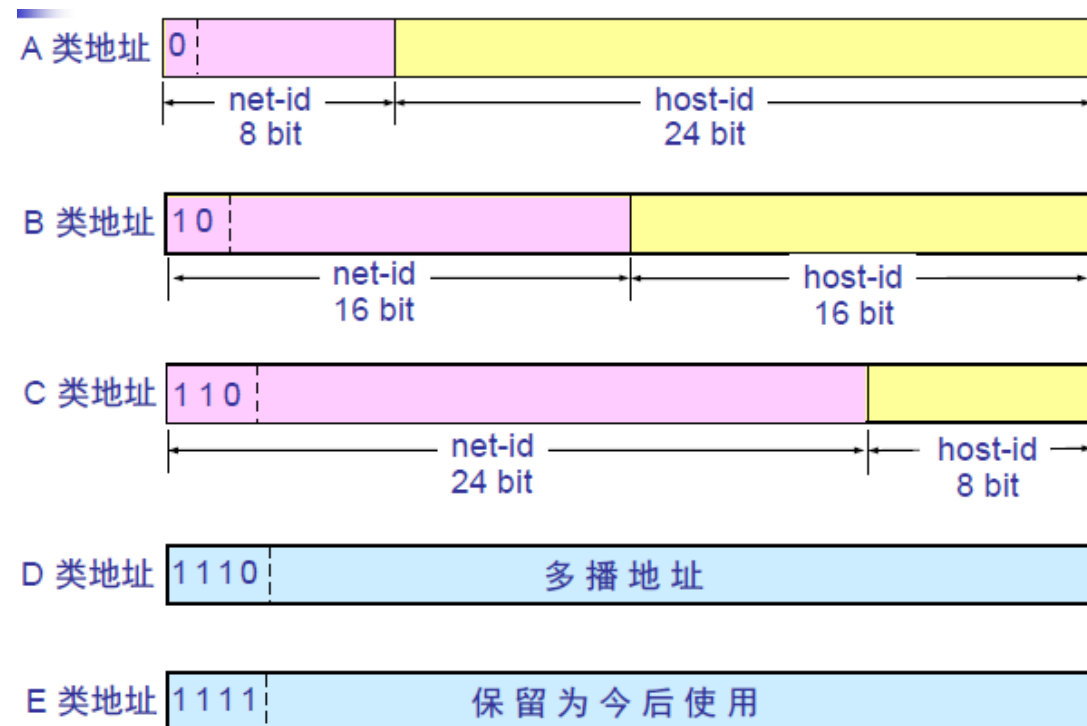 A 类地址 0
net-id host-id
8 bit 24 bit
B 类地址 1 0
net-id host-id
16 bit 16 bit
C 类地址 1 1 0
net-id host-id
24 bit 8 bit
D 类地址 1 1 1 0 多播地址
E 类地址 1 1 1 1 保留为今后使用